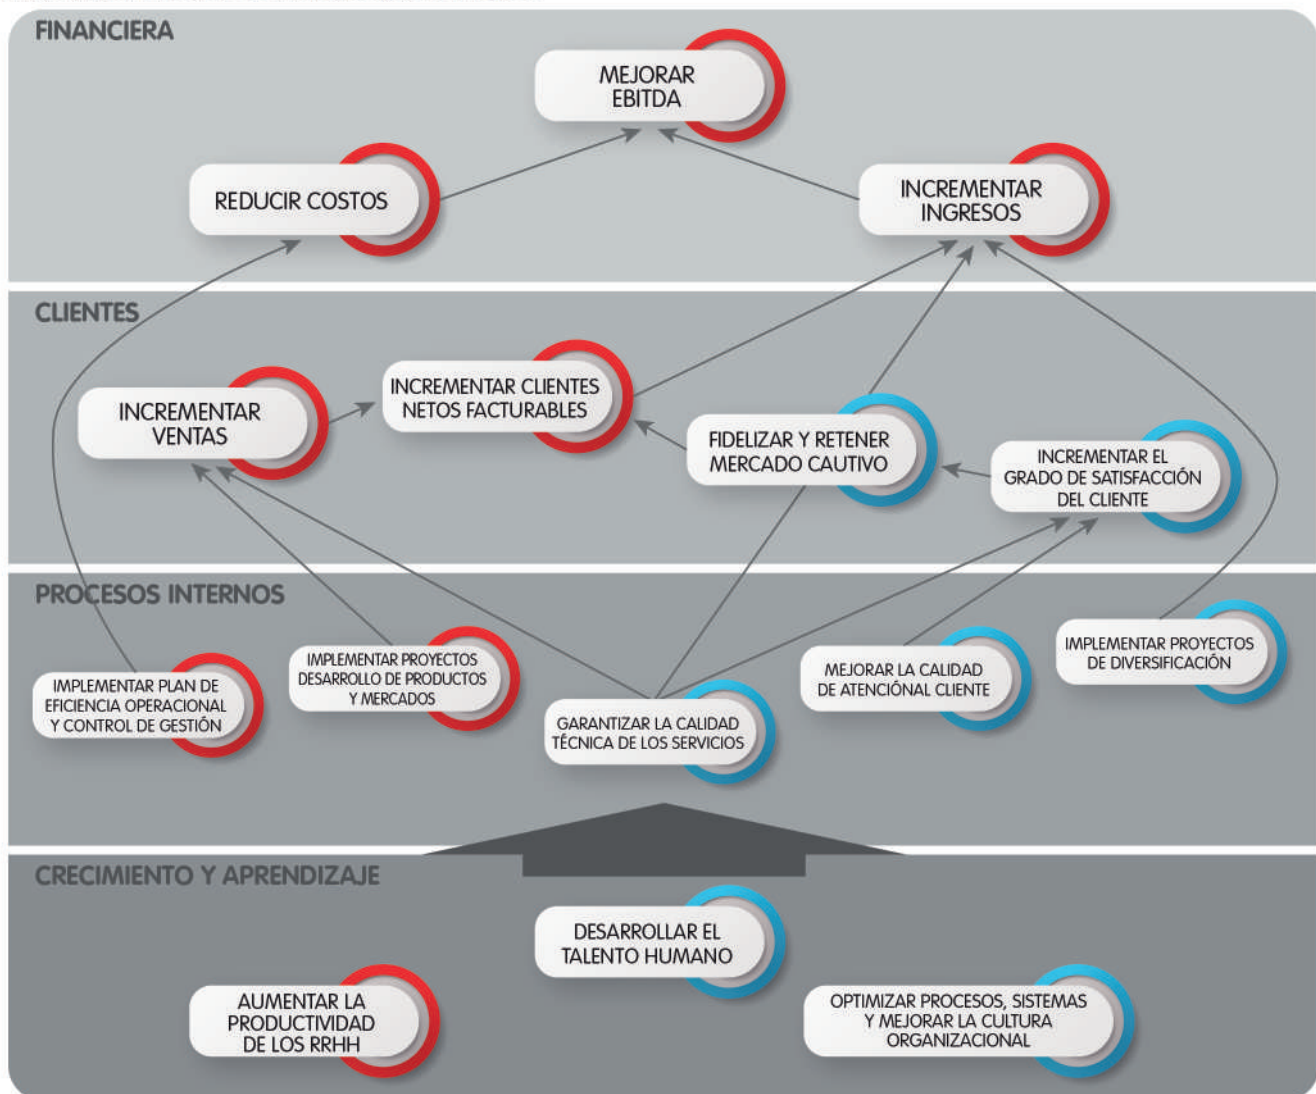 FINANCIERA
MEJORAR
EBITDA
REDUCIR COSTOS
INCREMENTAR
INGRESOS
CLIENTES
INCREMENTAR
VENTAS
INCREMENTAR CLIENTES
NETOS FACTURABLES
FIDELIZAR Y RETENER
MERCADO CAUTIVO
INCREMENTAR EL
GRADO DE SATISFACCIÓN
DEL CLIENTE
PROCESOS INTERNOS
IMPLEMENTAR PLAN DE
EFICIENCIA OPERACIONAL
Y CONTROL DE GESTIÓN
IMPLEMENTAR PROYECTOS
DESARROLLO DE PRODUCTOS
Y MERCADOS
GARANTIZAR LA CALIDAD
TÉCNICA DE LOS SERVICIOS
MEJORAR LA CALIDAD
DE ATENCIÓNAL CLIENTE
IMPLEMENTAR PROYECTOS
DE DIVERSIFICACIÓN
CRECIMIENTO Y APRENDIZAJE
DESARROLLAR EL
TALENTO HUMANO
AUMENTAR LA
PRODUCTIVIDAD
DE LOS RRHH
OPTIMIZAR PROCESOS, SISTEMAS
Y MEJORAR LA CULTURA
ORGANIZACIONAL